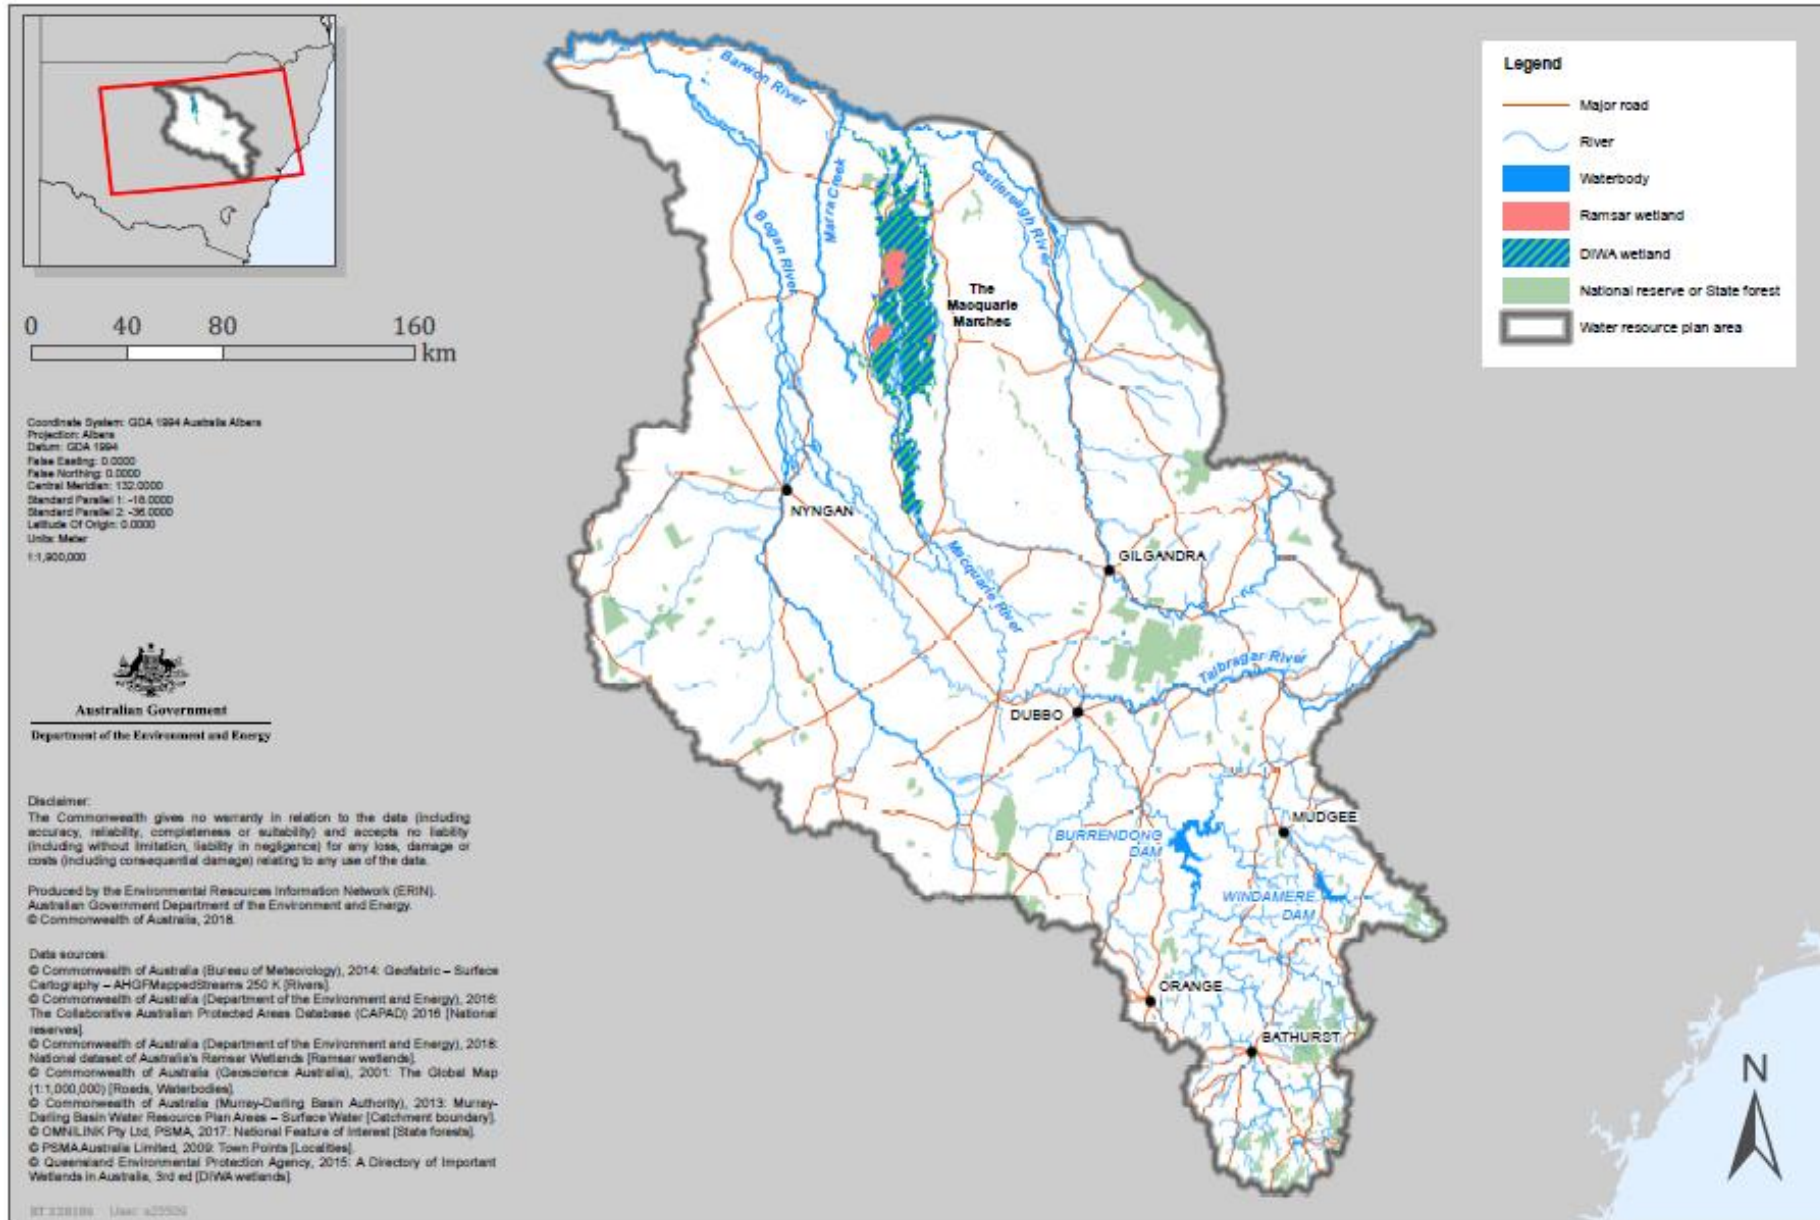 Legend
Major road
River
Waterbody
Ramsar wetland
DIWA wetland
National reserve or State forest
Water resource plan area
0 40 80 160
km
Coordinate System: GDA 1994 Australia Albers
Projection: Albers
Datum: GDA 1994
False Easting: 0.0000
False Northing: 0.0000
Central Meridian: 132.0000
Standard Parallel 1: -18.0000
Standard Parallel 2: -36.0000
Latitude Of Origin: 0.0000
Units: Meter
1:1,900,000
Australian Government
Department of the Environment and Energy
Disclaimer:
The Commonwealth gives no warranty in relation to the data (including
accuracy, reliability, completeness or suitability) and accepts no liability
(including without limitation, liability in negligence) for any loss, damage or
costs (including consequential damage) relating to any use of the data.
Produced by the Environmental Resources Information Network (ERIN).
Australian Government Department of the Environment and Energy.
© Commonwealth of Australia, 2018.
Data sources:
© Commonwealth of Australia (Bureau of Meteorology), 2014: Geofabric – Surface
Cartography – AHGFMappedStreams 250 K [Rivers].
© Commonwealth of Australia (Department of the Environment and Energy), 2016:
The Collaborative Australian Protected Areas Database (CAPAD) 2016 [National
reserves].
© Commonwealth of Australia (Department of the Environment and Energy), 2018:
National dataset of Australia's Ramsar Wetlands [Ramsar wetlands].
© Commonwealth of Australia (Geoscience Australia), 2001: The Global Map
(1:1,000,000) [Roads, Waterbodies].
© Commonwealth of Australia (Murray-Darling Basin Authority), 2013: Murray-
Darling Basin Water Resource Plan Areas – Surface Water [Catchment boundary].
© OMNILINK Pty Ltd, PSMA, 2017: National Feature of Interest [State forests].
© PSMA Australia Limited, 2009: Town Points [Localities].
© Queensland Environmental Protection Agency, 2015: A Directory of Important
Wetlands in Australia, 3rd ed [DIWA wetlands].
Barwon River
Marra Creek
Bogan River
Castlereagh River
The
Macquarie
Marshes
NYNGAN
Macquarie River
GILGANDRA
Talbragar River
DUBBO
BURRENDONG
DAM
MUDGEE
WINDAMERE
DAM
ORANGE
BATHURST
N